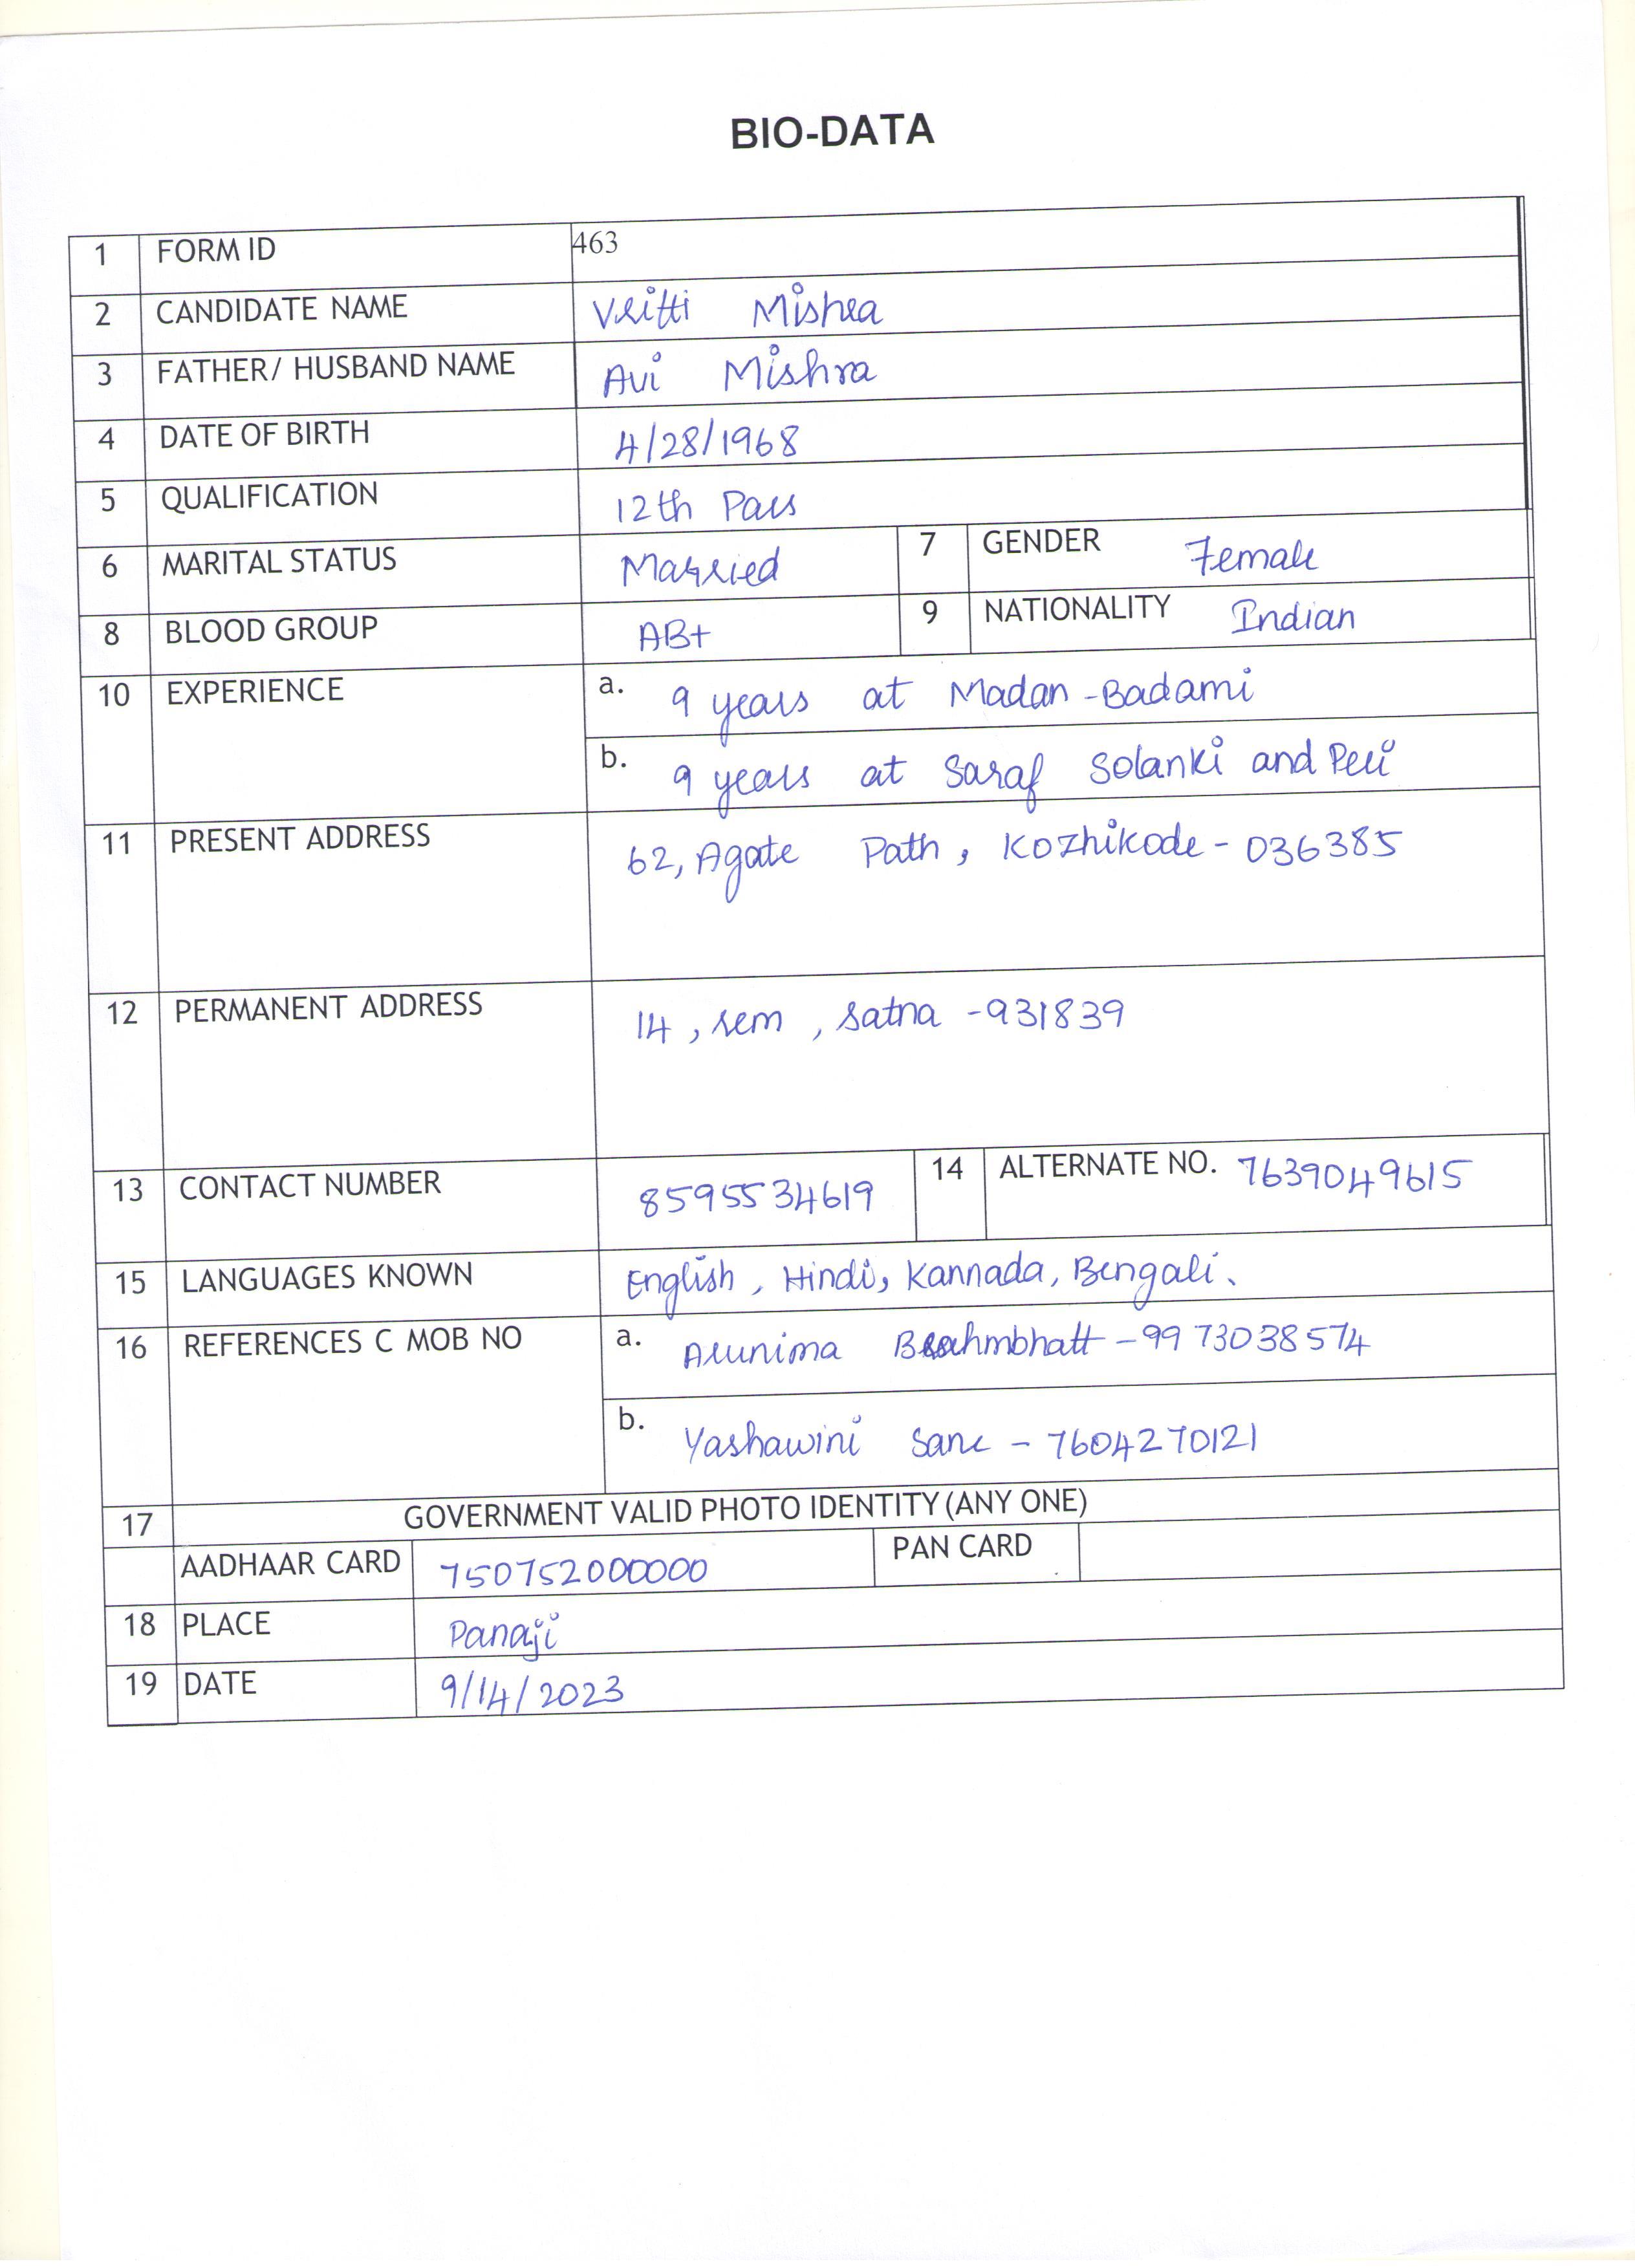 BIO-DATA
1 FORM ID 463
2 CANDIDATE NAME Vritti Mishra
3 FATHER/ HUSBAND NAME Avi Mishra
4 DATE OF BIRTH 4/28/1968
5 QUALIFICATION 12th Pass
6 MARITAL STATUS Married 7 GENDER Female
8 BLOOD GROUP AB+ 9 NATIONALITY Indian
10 EXPERIENCE a. 9 years at Madan-Badami
b. 9 years at Saraf Solanki and Peri
11 PRESENT ADDRESS 62, Agate Path, Kozhikode - 036385
12 PERMANENT ADDRESS 14, Sem, Satna - 931839
13 CONTACT NUMBER 8595534619 14 ALTERNATE NO. 7639049615
15 LANGUAGES KNOWN English, Hindi, Kannada, Bengali.
16 REFERENCES C MOB NO a. Arunima Brahmbhatt - 9973038574
b. Yashawini Sane - 7604270121
17 GOVERNMENT VALID PHOTO IDENTITY (ANY ONE)
AADHAAR CARD 750752000000 PAN CARD
18 PLACE Panaji
19 DATE 9/14/2023